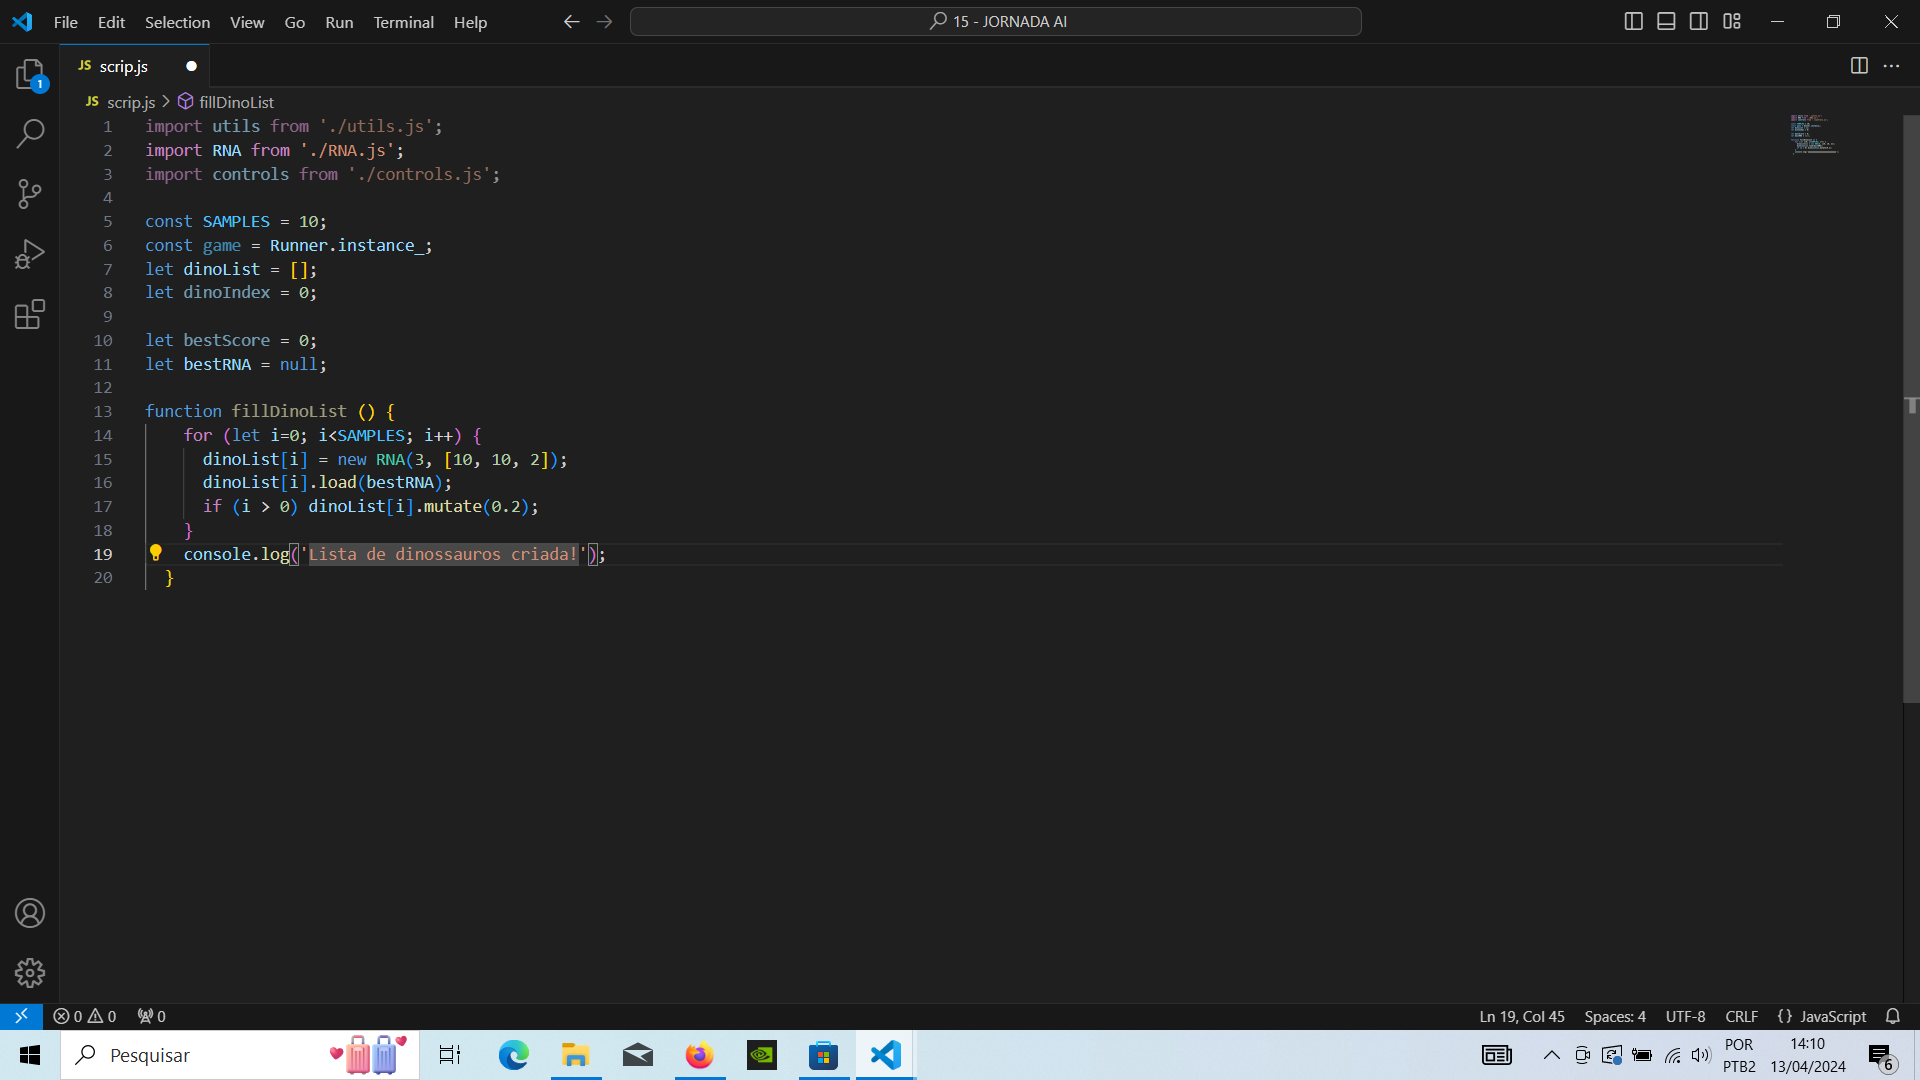 File Edit Selection View Go Run Terminal Help
15 - JORNADA AI
1
JS scrip.js
JS scrip.js > fillDinoList
1 import utils from './utils.js';
2 import RNA from './RNA.js';
3 import controls from './controls.js';
4
5 const SAMPLES = 10;
6 const game = Runner.instance_;
7 let dinoList = [];
8 let dinoIndex = 0;
9
10 let bestScore = 0;
11 let bestRNA = null;
12
13 function fillDinoList () {
14 for (let i=0; i<SAMPLES; i++) {
15 dinoList[i] = new RNA(3, [10, 10, 2]);
16 dinoList[i].load(bestRNA);
17 if (i > 0) dinoList[i].mutate(0.2);
18 }
19 console.log('Lista de dinossauros criada!');
20 }
0 0 0
Ln 19, Col 45 Spaces: 4 UTF-8 CRLF {} JavaScript
Pesquisar
POR
PTB2
14:10
13/04/2024
6